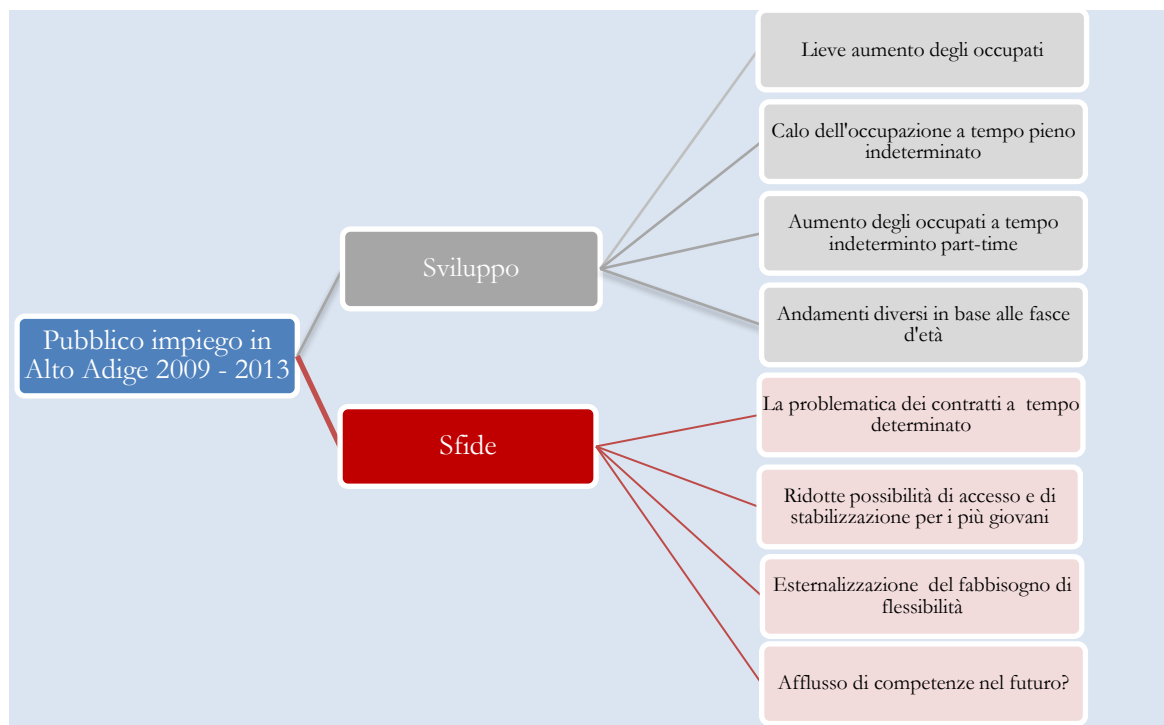 Pubblico impiego in
Alto Adige 2009 - 2013
Sviluppo
Lieve aumento degli occupati
Calo dell'occupazione a tempo pieno
indeterminato
Aumento degli occupati a tempo
indeterminto part-time
Andamenti diversi in base alle fasce
d'età
Sfide
La problematica dei contratti a  tempo
determinato
Ridotte possibilità di accesso e di
stabilizzazione per i più giovani
Esternalizzazione  del fabbisogno di
flessibilità
Afflusso di competenze nel futuro?